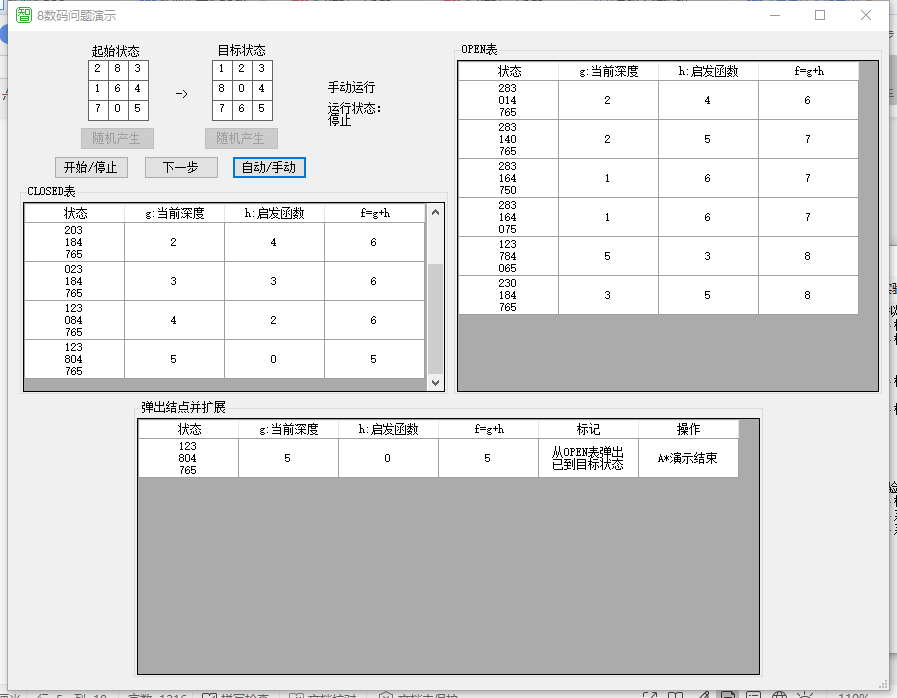 8数码问题演示
起始状态
目标状态
2 8 3
1 6 4
7 0 5
->
1 2 3
8 0 4
7 6 5
手动运行
运行状态:
停止
随机产生
随机产生
开始/停止
下一步
自动/手动
CLOSED表
状态 g:当前深度 h:启发函数 f=g+h
203
184
765
2 4 6
023
184
765
3 3 6
123
084
765
4 2 6
123
804
765
5 0 5
OPEN表
状态 g:当前深度 h:启发函数 f=g+h
283
014
765
2 4 6
283
140
765
2 5 7
283
164
750
1 6 7
283
164
075
1 6 7
123
784
065
5 3 8
230
184
765
3 5 8
弹出结点并扩展
状态 g:当前深度 h:启发函数 f=g+h 标记 操作
123
804
765
5 0 5
从OPEN表弹出
已到目标状态
A*演示结束